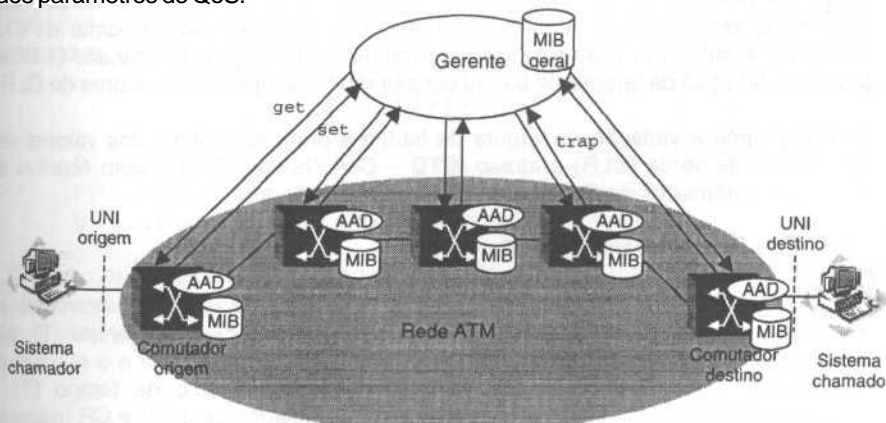 dos parâmetros de QoS.
Gerente
MIB
geral
get
set
trap
UNI
origem
AAD
MIB
AAD
MIB
AAD
MIB
UNI
destino
AAD
MIB
AAD
MIB
Rede ATM
Sistema
chamador
Comutador
origem
Comutador
destino
Sistema
chamado